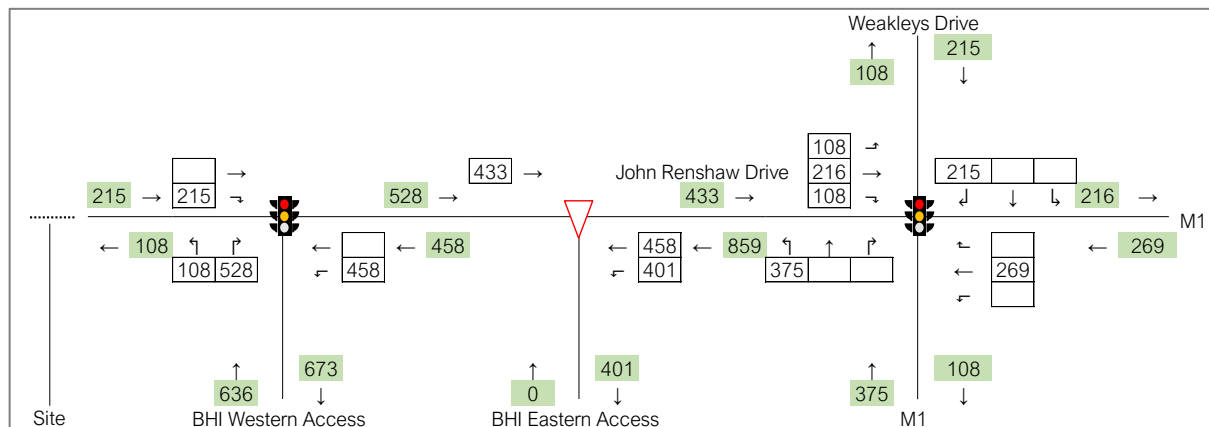 Weakleys Drive
↑ 215
108 ↓
108 ⬏
433 → John Renshaw Drive 216 → 215
215 → 215 ⬎ 528 → 433 → 108 ⬎ ↲ ↓ ↳ 216 →
M1
← 108 ↰ ↱ ← 458 458 ← 859 ↰ ↑ ↱ ← 269
108 528 458 401 375 269
↑ 673 ↑ 401 ↑ 108
636 ↓ 0 ↓ 375 ↓
Site BHI Western Access BHI Eastern Access M1